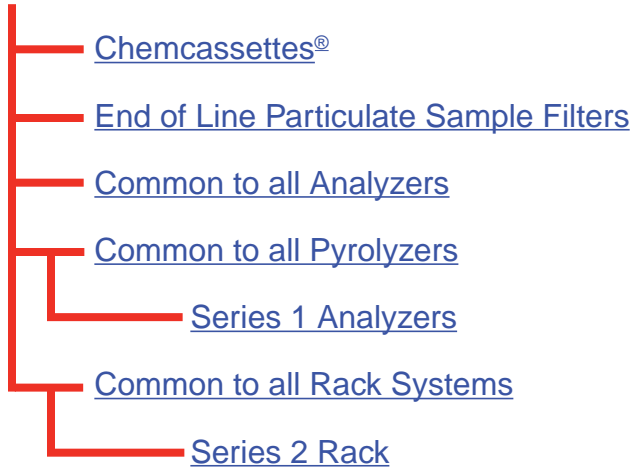 Chemcassettes®
End of Line Particulate Sample Filters
Common to all Analyzers
Common to all Pyrolyzers
Series 1 Analyzers
Common to all Rack Systems
Series 2 Rack